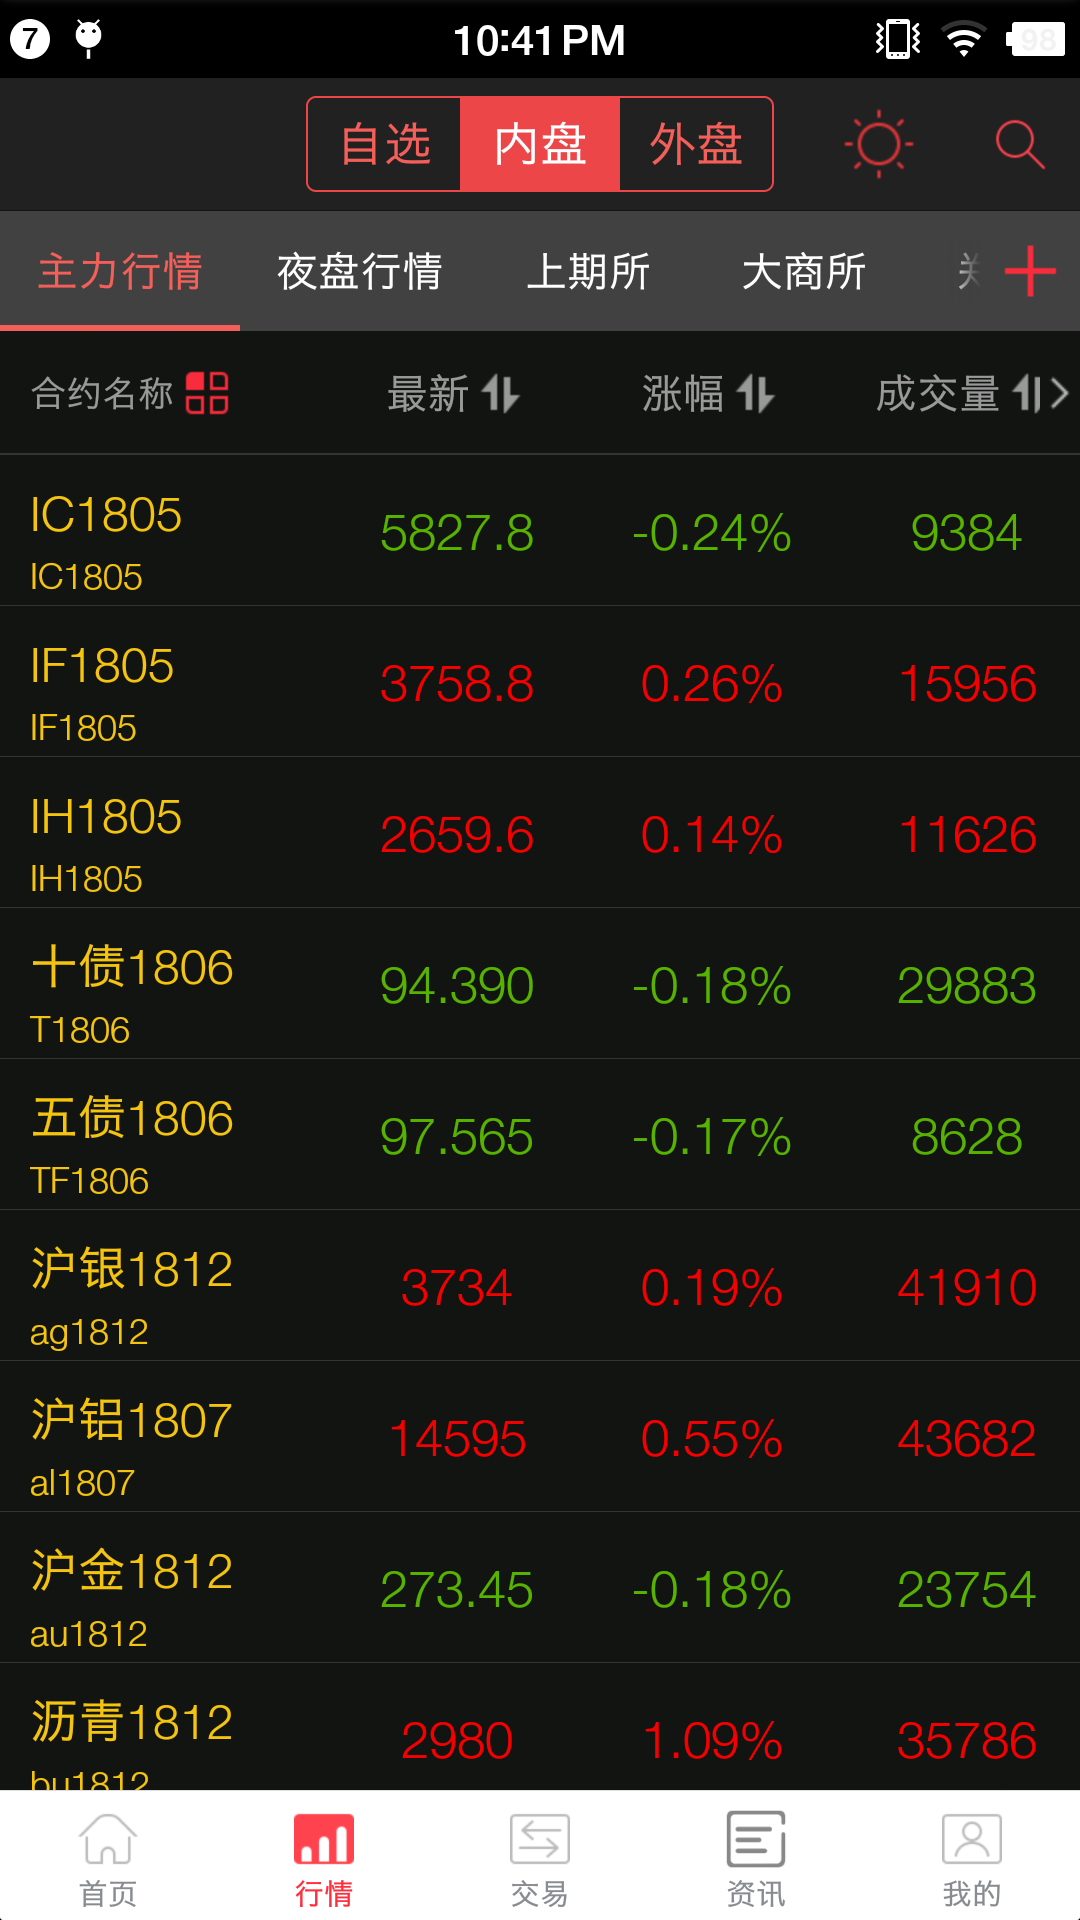 7
10:41 PM
98
自选 内盘 外盘
主力行情 夜盘行情 上期所 大商所
合约名称 最新 涨幅 成交量
IC1805
5827.8 -0.24% 9384
IC1805
IF1805
3758.8 0.26% 15956
IF1805
IH1805
2659.6 0.14% 11626
IH1805
十债1806
94.390 -0.18% 29883
T1806
五债1806
97.565 -0.17% 8628
TF1806
沪银1812
3734 0.19% 41910
ag1812
沪铝1807
14595 0.55% 43682
al1807
沪金1812
273.45 -0.18% 23754
au1812
沥青1812
2980 1.09% 35786
bu1812
首页 行情 交易 资讯 我的